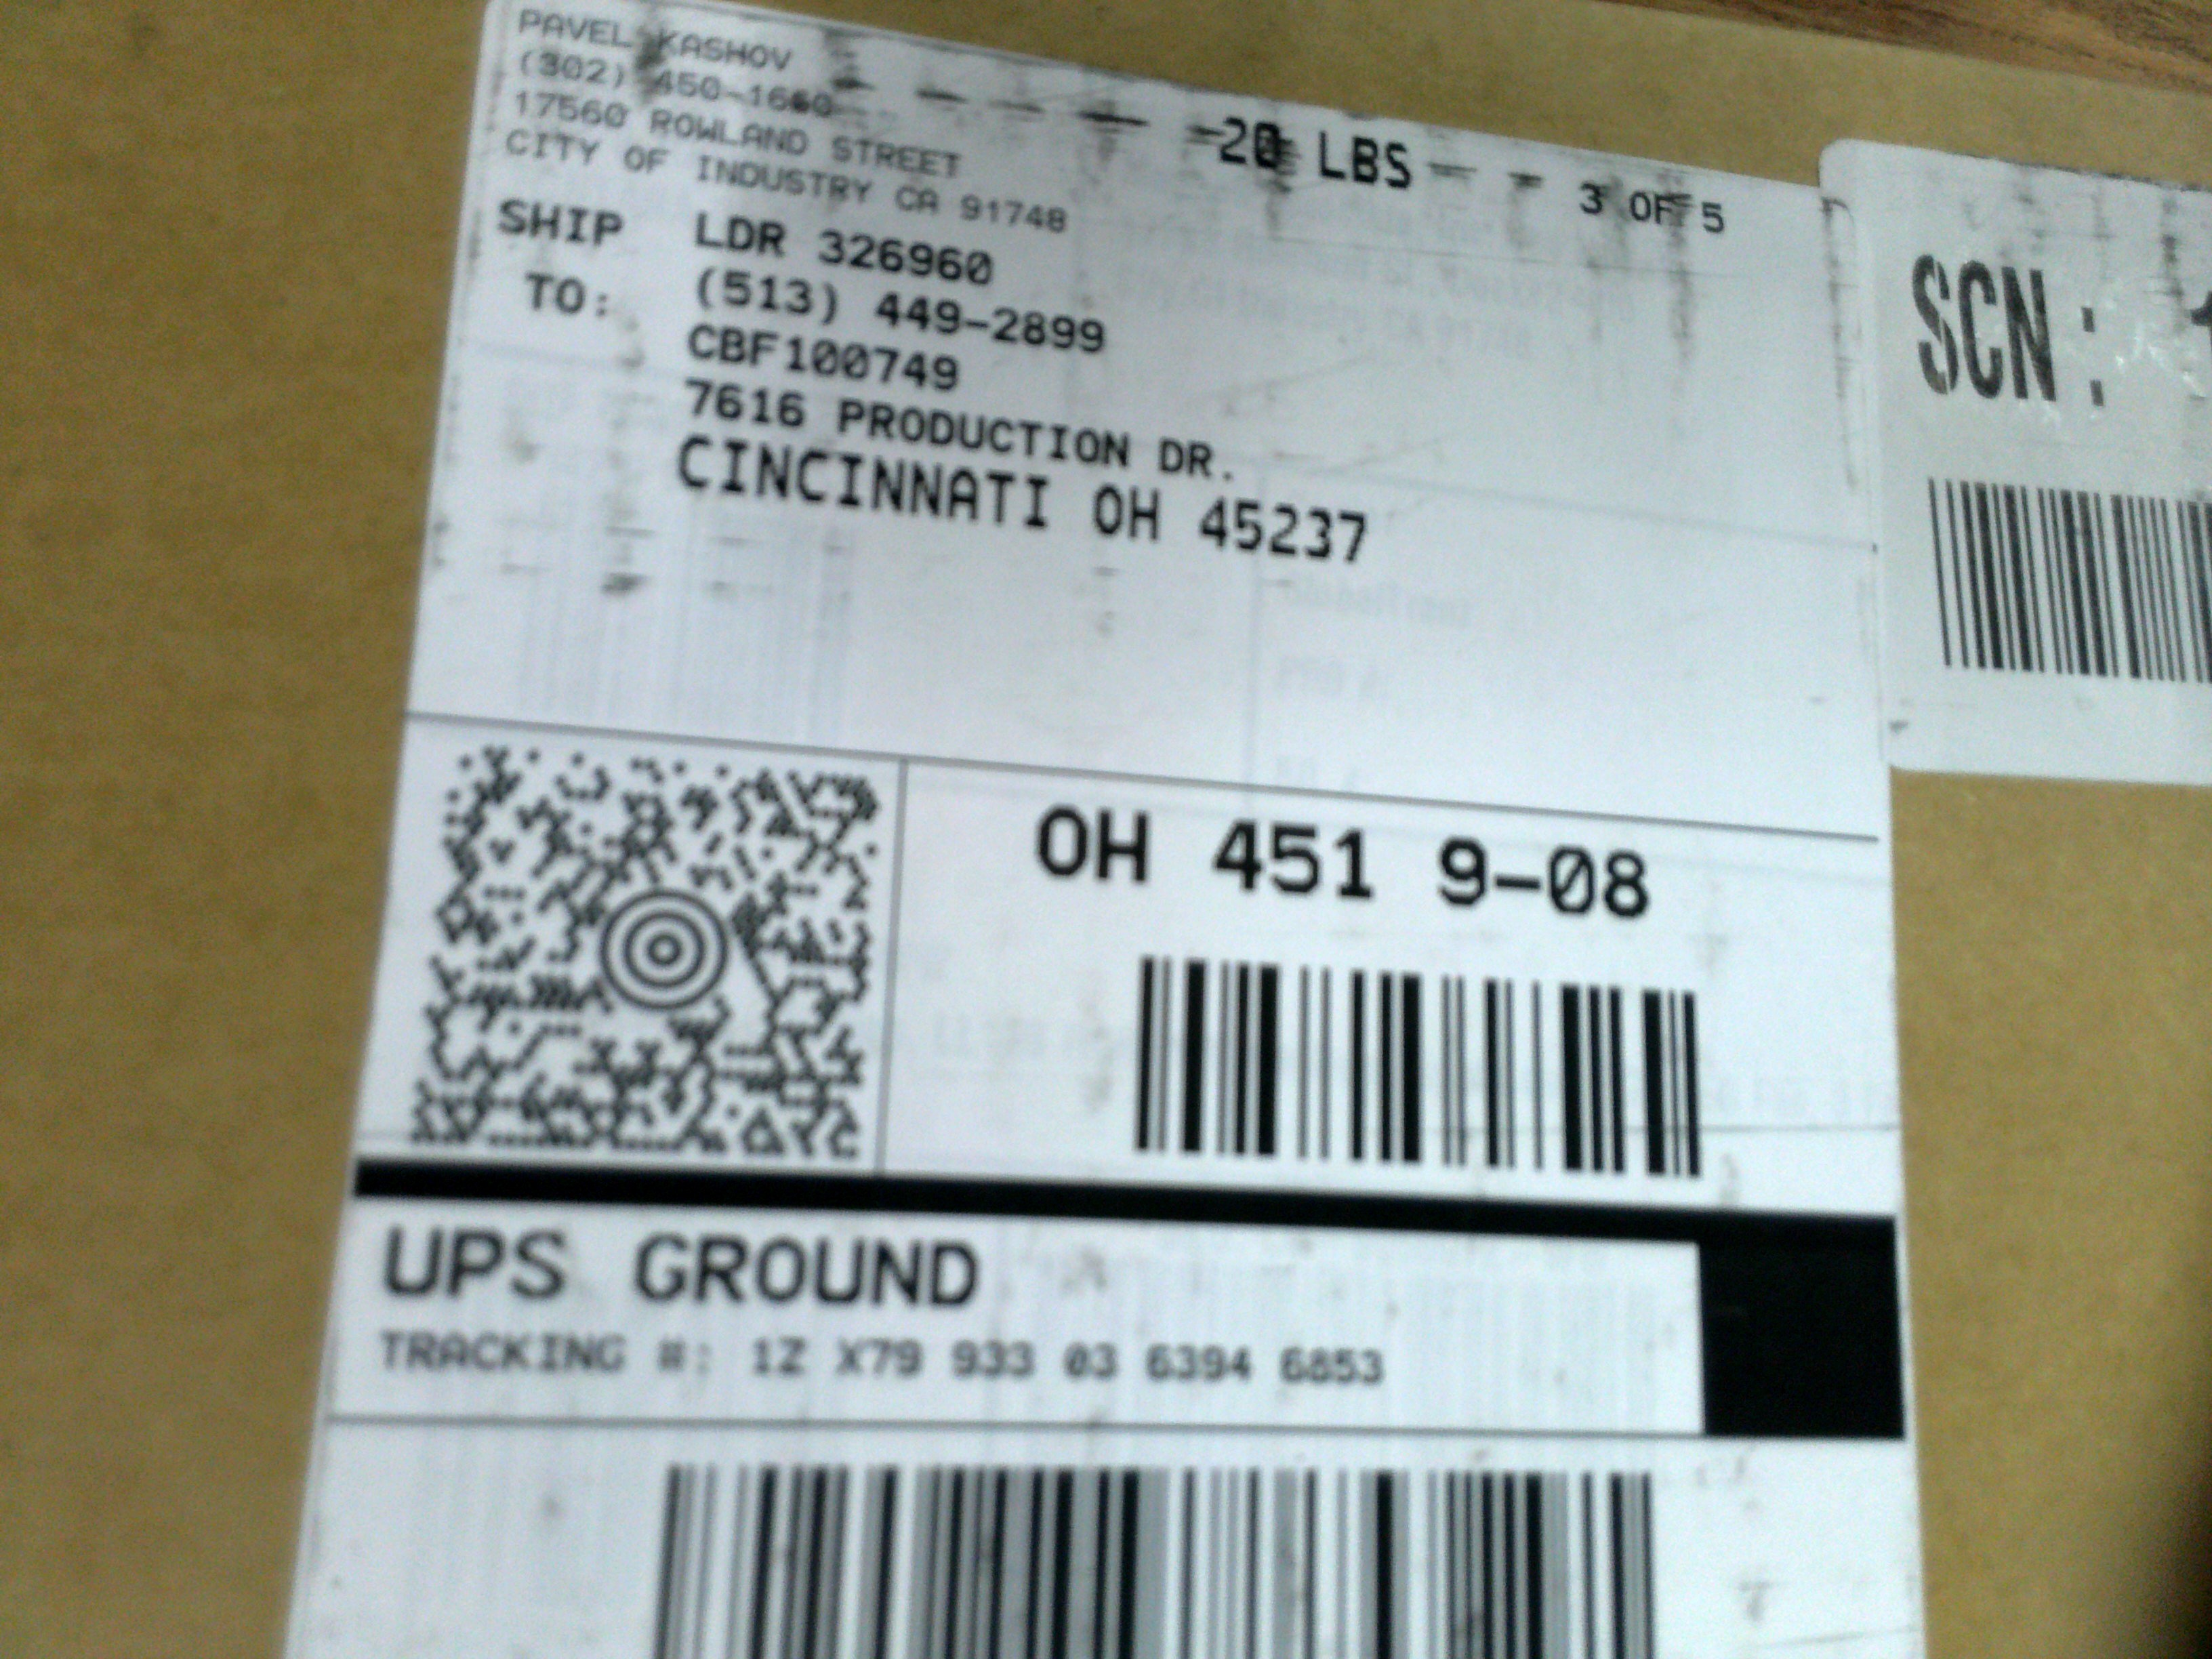 PAVEL KASHOV
(302) 450-1660
17560 ROWLAND STREET
CITY OF INDUSTRY CA 91748
20 LBS
3 OF 5
SHIP TO:
LDR 326960
(513) 449-2899
CBF100749
7616 PRODUCTION DR.
CINCINNATI OH 45237
SCN:
OH 451 9-08
UPS GROUND
TRACKING #: 1Z X79 933 03 6394 6853